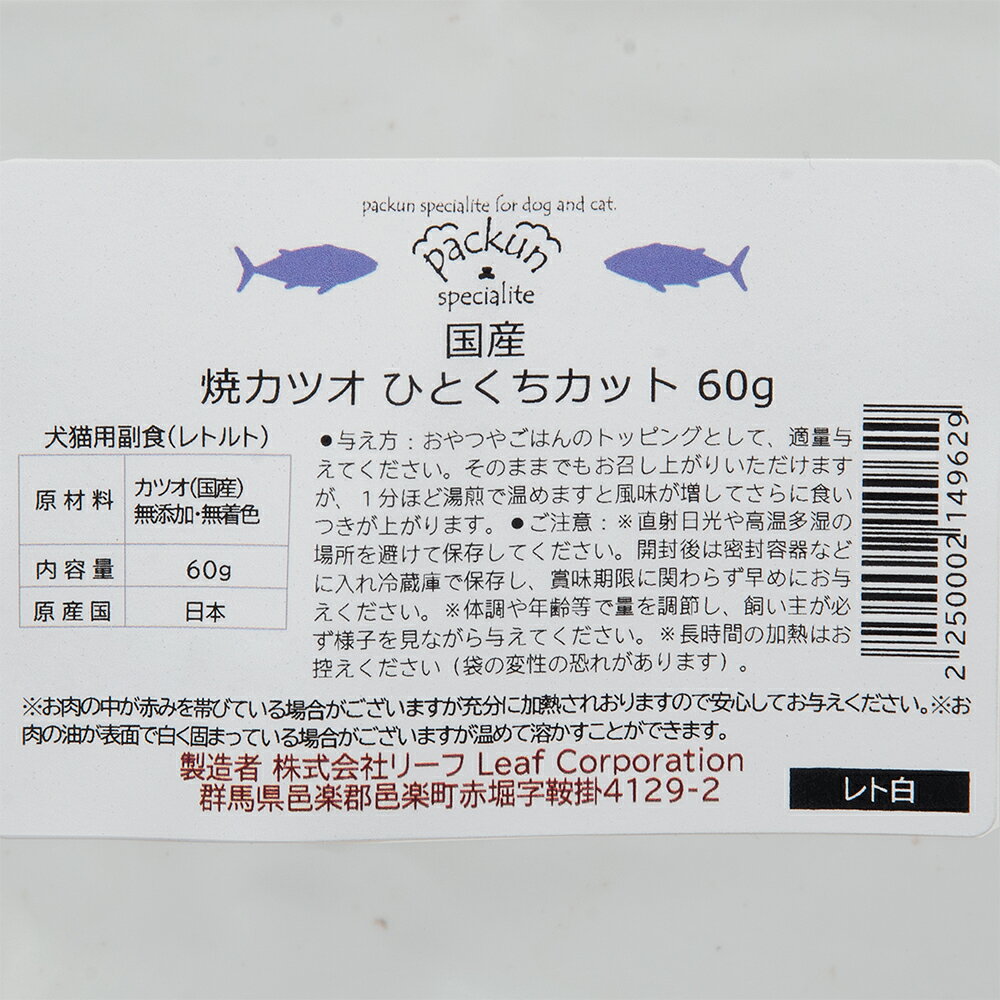 packun specialite for dog and cat.
packun
specialite
国産
焼カツオ ひとくちカット 60g
犬猫用副食(レトルト)
原材料 カツオ(国産)
無添加・無着色
内容量 60g
原産国 日本
●与え方：おやつやごはんのトッピングとして、適量与
えてください。そのままでもお召し上がりいただけます
が、１分ほど湯煎で温めますと風味が増してさらに食い
つきが上がります。●ご注意：※直射日光や高温多湿の
場所を避けて保存してください。開封後は密封容器など
に入れ冷蔵庫で保存し、賞味期限に関わらず早めにお与
えください。※体調や年齢等で量を調節し、飼い主が必
ず様子を見ながら与えてください。※長時間の加熱はお
控えください（袋の変性の恐れがあります）。
2250002149629
※お肉の中が赤みを帯びている場合がございますが充分に加熱されおりますので安心してお与えください。※お
肉の油が表面で白く固まっている場合がございますが温めて溶かすことができます。
製造者 株式会社リーフ Leaf Corporation
群馬県邑楽郡邑楽町赤堀字鞍掛4129-2
レト白